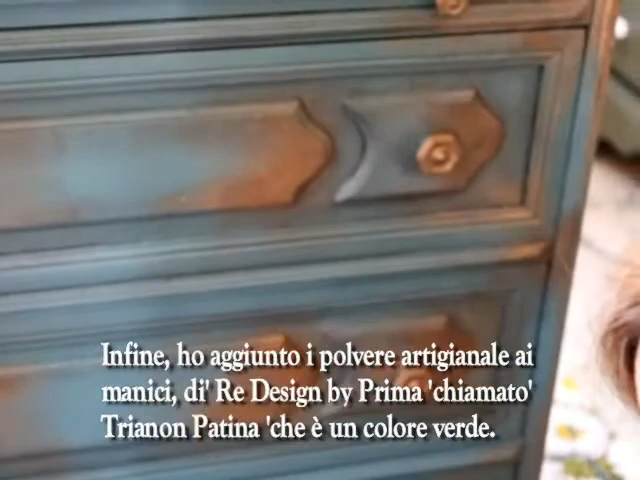 Infine, ho aggiunto i polvere artigianale ai
manici, di' Re Design by Prima 'chiamato'
Trianon Patina 'che è un colore verde.